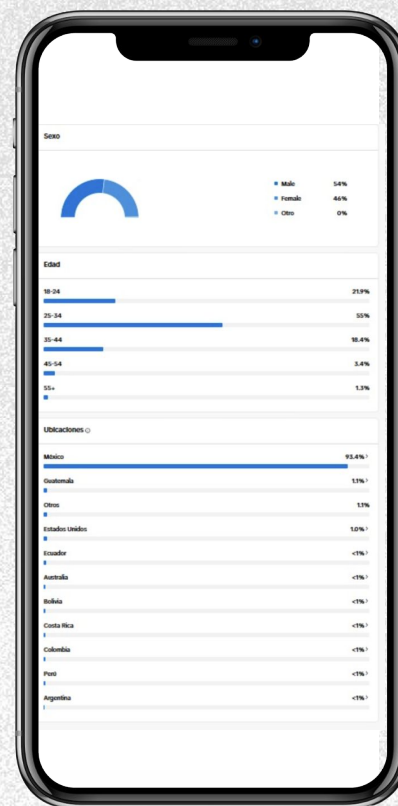 Sexo
Male 54%
Female 46%
Otro 0%
Edad
18-24 21.9%
25-34 55%
35-44 18.4%
45-54 3.4%
55+ 1.3%
Ubicaciones
México 93.4%
Guatemala 1.1%
Otros 1.1%
Estados Unidos 1.0%
Ecuador <1%
Australia <1%
Bolivia <1%
Costa Rica <1%
Colombia <1%
Perú <1%
Argentina <1%